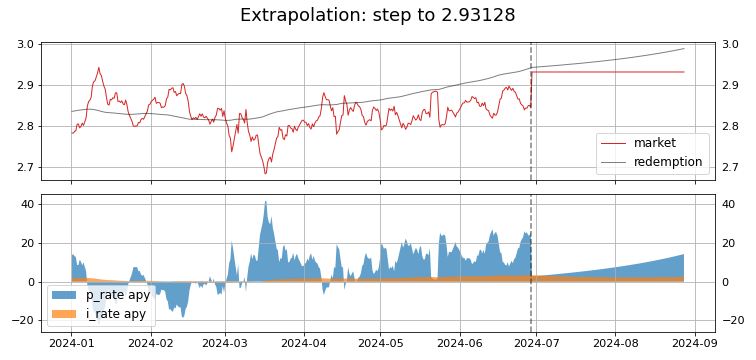 Extrapolation: step to 2.93128
3.0 3.0
2.9 2.9
2.8 2.8
2.7 2.7
market
redemption
40 40
20 20
0 0
−20 −20
p_rate apy
i_rate apy
2024-01 2024-02 2024-03 2024-04 2024-05 2024-06 2024-07 2024-08 2024-09